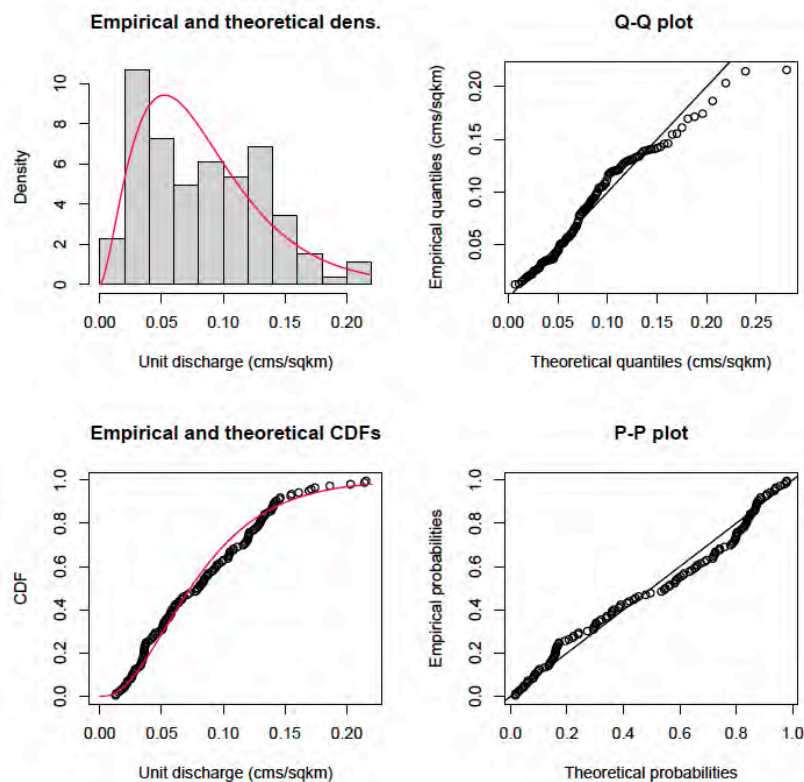 Empirical and theoretical dens.
Density
0 2 4 6 8 10
0.00 0.05 0.10 0.15 0.20
Unit discharge (cms/sqkm)
Q-Q plot
Empirical quantiles (cms/sqkm)
0.05 0.10 0.15 0.20
0.00 0.05 0.10 0.15 0.20 0.25
Theoretical quantiles (cms/sqkm)
Empirical and theoretical CDFs
CDF
0.0 0.2 0.4 0.6 0.8 1.0
0.00 0.05 0.10 0.15 0.20
Unit discharge (cms/sqkm)
P-P plot
Empirical probabilities
0.0 0.2 0.4 0.6 0.8 1.0
0.0 0.2 0.4 0.6 0.8 1.0
Theoretical probabilities